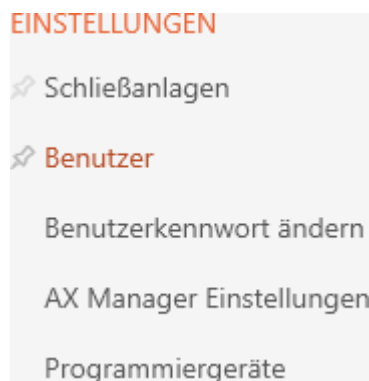 EINSTELLUNGEN
Schließanlagen
Benutzer
Benutzerkennwort ändern
AX Manager Einstellungen
Programmiergeräte